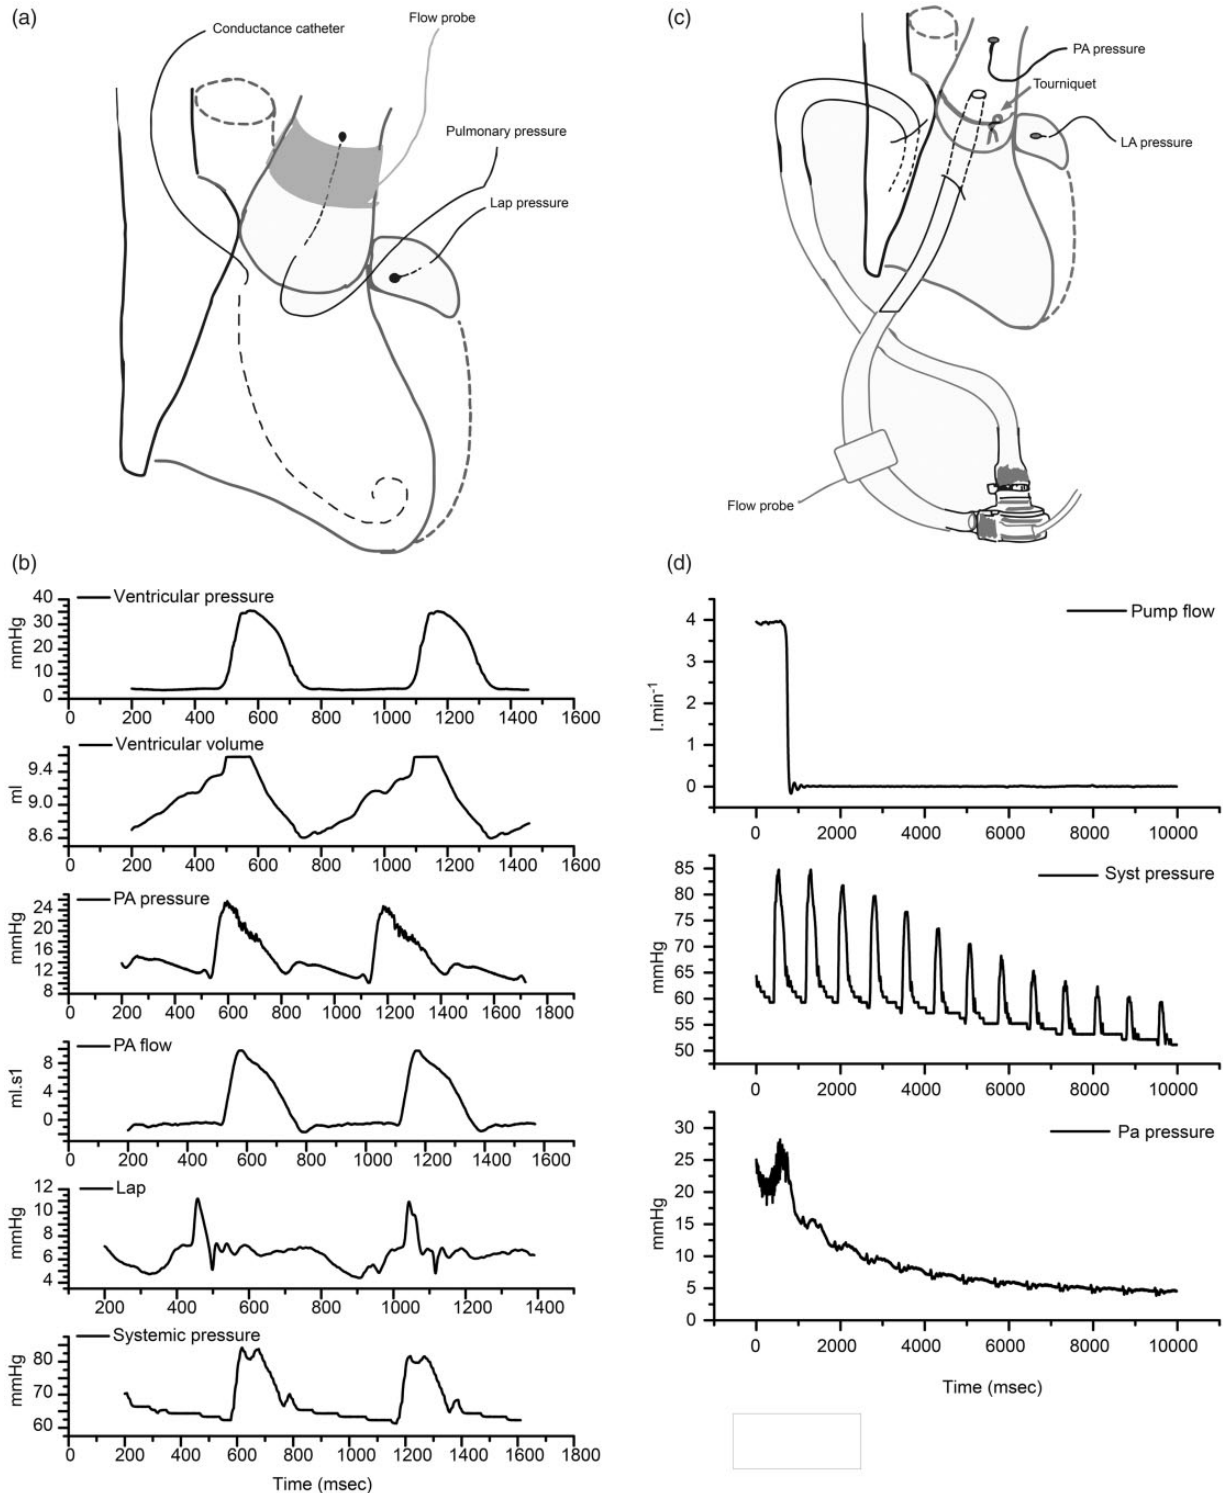 (a)
Conductance catheter
Flow probe
Pulmonary pressure
Lap pressure
(c)
PA pressure
Tourniquet
LA pressure
Flow probe
(b)
Ventricular pressure
mmHg
40
30
20
10
0
0 200 400 600 800 1000 1200 1400 1600
Ventricular volume
ml
9.4
9.0
8.6
0 200 400 600 800 1000 1200 1400 1600
PA pressure
mmHg
24
20
16
12
8
0 200 400 600 800 1000 1200 1400 1600 1800
PA flow
ml.s1
8
4
0
0 200 400 600 800 1000 1200 1400 1600
Lap
mmHg
12
10
8
6
4
200 400 600 800 1000 1200 1400
Systemic pressure
mmHg
80
70
60
0 200 400 600 800 1000 1200 1400 1600 1800
Time (msec)
(d)
Pump flow
l.min-1
4
3
2
1
0
0 2000 4000 6000 8000 10000
Syst pressure
mmHg
85
80
75
70
65
60
55
50
0 2000 4000 6000 8000 10000
Pa pressure
mmHg
30
25
20
15
10
5
0
0 2000 4000 6000 8000 10000
Time (msec)